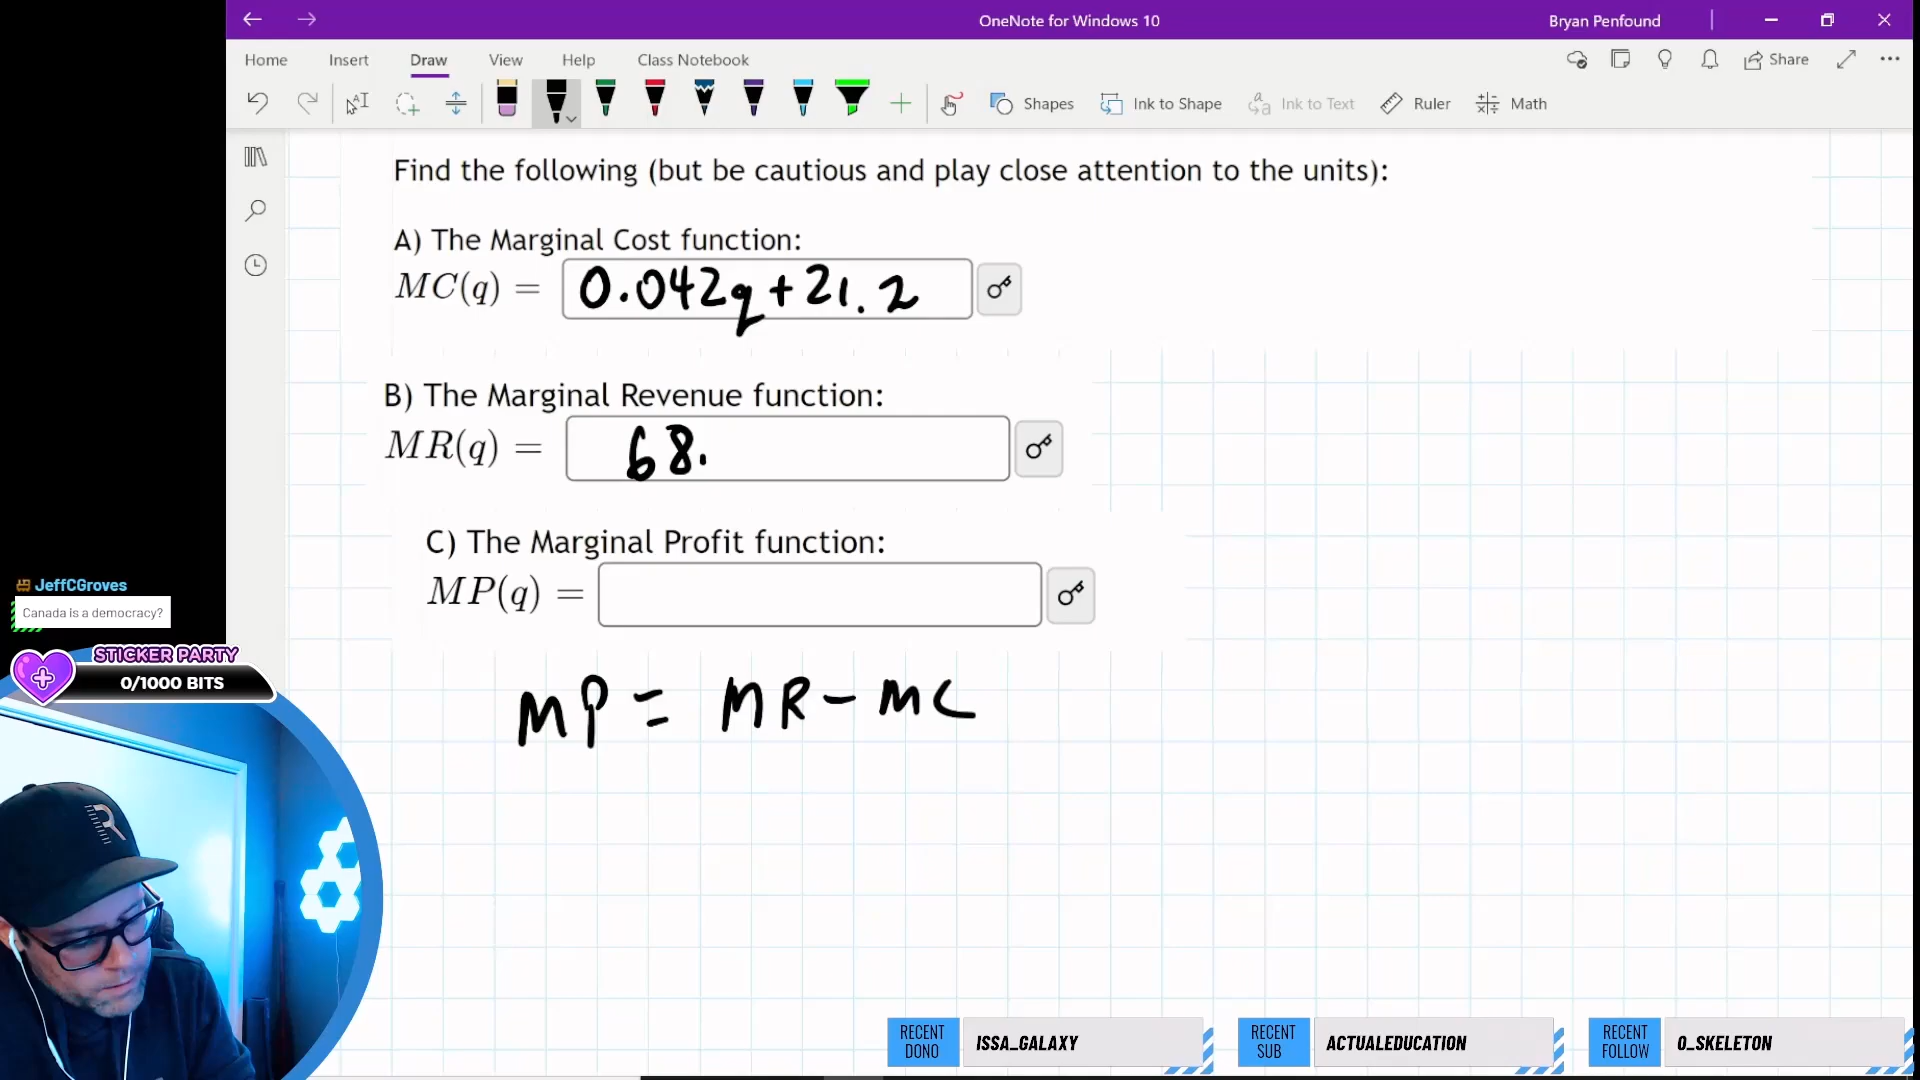 OneNote for Windows 10
Bryan Penfound
Home Insert Draw View Help Class Notebook
Share
Shapes Ink to Shape Ink to Text Ruler Math
Find the following (but be cautious and play close attention to the units):
A) The Marginal Cost function:
MC(q) = 0.042q + 21.2
B) The Marginal Revenue function:
MR(q) = 68.
C) The Marginal Profit function:
MP(q) =
MP = MR - MC
JeffCGroves
Canada is a democracy?
STICKER PARTY
0/1000 BITS
R
RECENT DONO
ISSA_GALAXY
RECENT SUB
ACTUALEDUCATION
RECENT FOLLOW
O_SKELETON